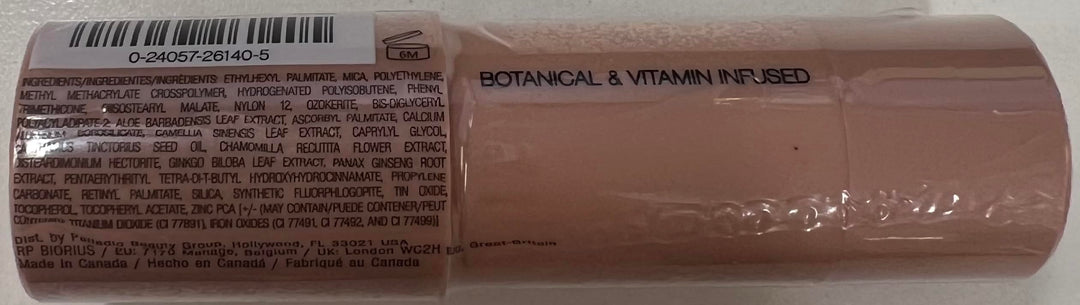 0-24057-26140-5
6M
INGREDIENTS/INGREDIENTES/INGRÉDIENTS: ETHYLHEXYL PALMITATE, MICA, POLYETHYLENE,
METHYL METHACRYLATE CROSSPOLYMER, HYDROGENATED POLYISOBUTENE, PHENYL
TRIMETHICONE, DIISOSTEARYL MALATE, NYLON 12, OZOKERITE, BIS-DIGLYCERYL
POLYACYLADIPATE-2, ALOE BARBADENSIS LEAF EXTRACT, ASCORBYL PALMITATE, CALCIUM
BOROSILICATE, CAMELLIA SINENSIS LEAF EXTRACT, CAPRYLYL GLYCOL,
TINCTORIUS SEED OIL, CHAMOMILLA RECUTITA FLOWER EXTRACT,
DISTEARDIMONIUM HECTORITE, GINKGO BILOBA LEAF EXTRACT, PANAX GINSENG ROOT
EXTRACT, PENTAERYTHRITYL TETRA-DI-T-BUTYL HYDROXYHYDROCINNAMATE, PROPYLENE
CARBONATE, RETINYL PALMITATE, SILICA, SYNTHETIC FLUORPHLOGOPITE, TIN OXIDE,
TOCOPHEROL, TOCOPHERYL ACETATE, ZINC PCA [+/- (MAY CONTAIN/PUEDE CONTENER/PEUT
CONTENIR): TITANIUM DIOXIDE (CI 77891), IRON OXIDES (CI 77491, CI 77492, AND CI 77499)]
Dist. by Palladio Beauty Group, Hollywood, FL 33021 USA
RP BIORIUS / EU: 7170 Manage, Belgium / UK: London WC2H Great-Britain
Made in Canada / Hecho en Canadá / Fabriqué au Canada
BOTANICAL & VITAMIN INFUSED